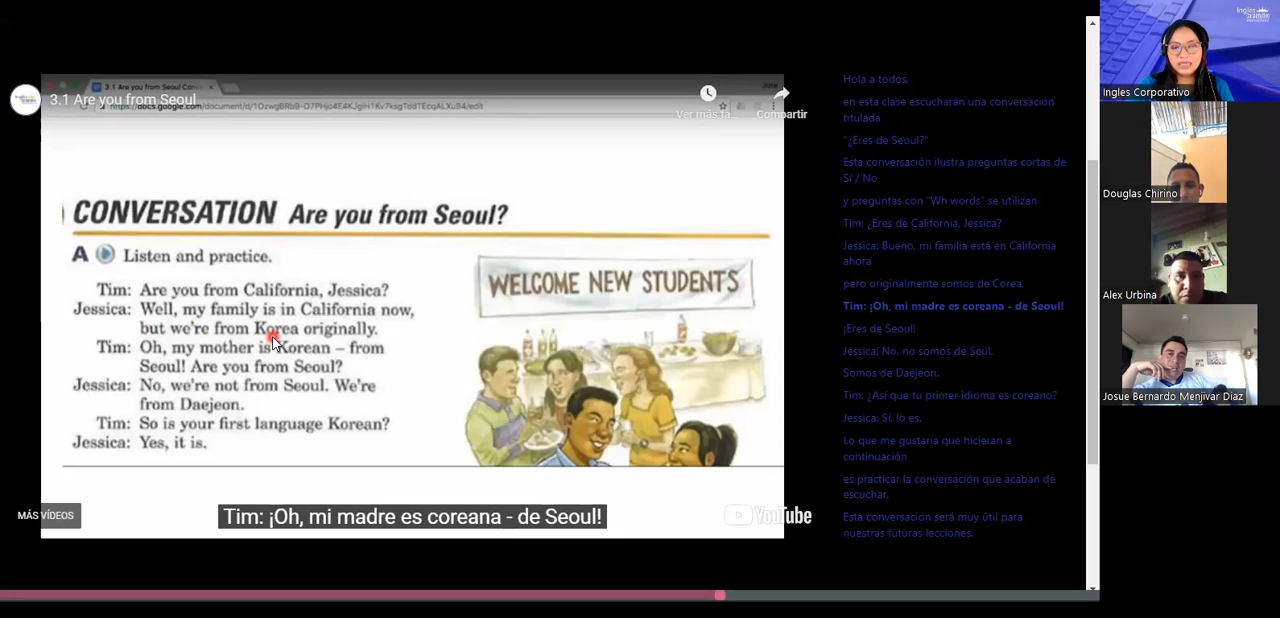 3.1 Are you from Seoul Conv
3.1 Are you from Seoul
Ver más ta...
Compartir
CONVERSATION Are you from Seoul?
A Listen and practice.
Tim: Are you from California, Jessica?
Jessica: Well, my family is in California now,
but we're from Korea originally.
Tim: Oh, my mother is Korean – from
Seoul! Are you from Seoul?
Jessica: No, we're not from Seoul. We're
from Daejeon.
Tim: So is your first language Korean?
Jessica: Yes, it is.
WELCOME NEW STUDENTS
MÁS VÍDEOS
Tim: ¡Oh, mi madre es coreana - de Seoul!
YouTube
Hola a todos,
en esta clase escucharán una conversación
titulada
"¿Eres de Seoul?"
Esta conversación ilustra preguntas cortas de
Sí / No
y preguntas con "Wh words" se utilizan
Tim: ¿Eres de California, Jessica?
Jessica: Bueno, mi familia está en California
ahora
pero originalmente somos de Corea.
Tim: ¡Oh, mi madre es coreana - de Seoul!
¡Eres de Seoul!
Jessica: No, no somos de Seúl.
Somos de Daejeon.
Tim: ¿Así que tu primer idioma es coreano?
Jessica: Sí, lo es.
Lo que me gustaría que hicieran a
continuación
es practicar la conversación que acaban de
escuchar.
Esta conversación será muy útil para
nuestras futuras lecciones.
Ingles Corporativo
Douglas Chirino
Alex Urbina
Josue Bernardo Menjivar Diaz